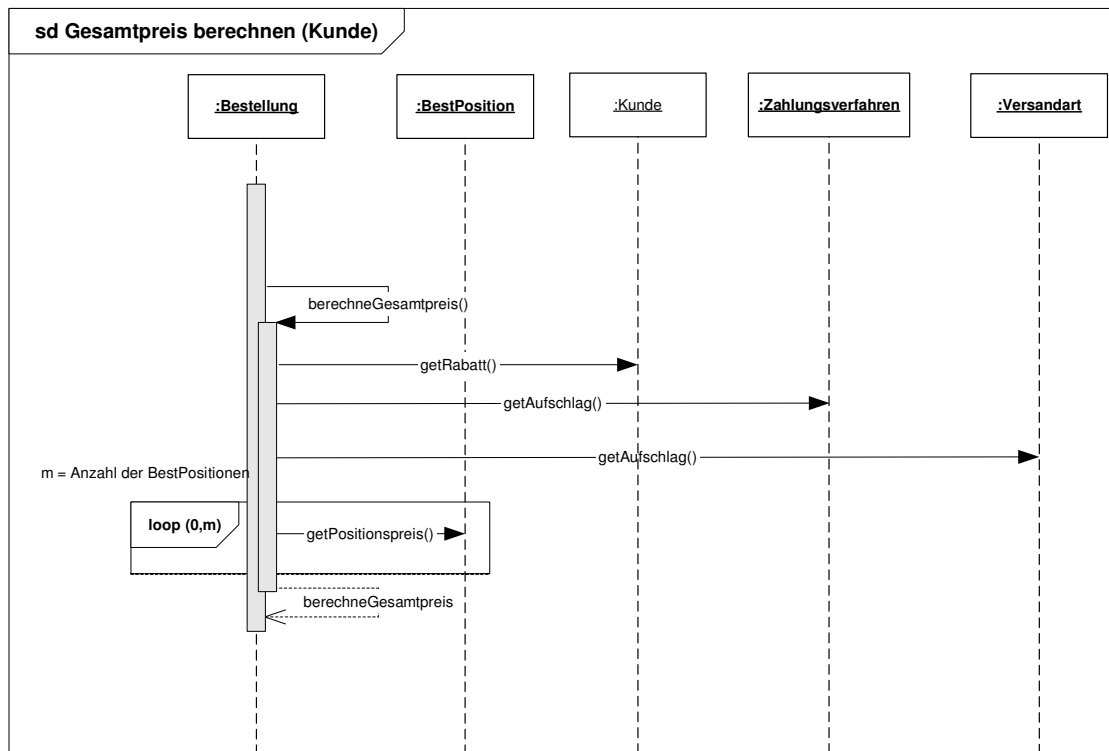 sd Gesamtpreis berechnen (Kunde)
:Bestellung
:BestPosition
:Kunde
:Zahlungsverfahren
:Versandart
berechneGesamtpreis()
getRabatt()
getAufschlag()
getAufschlag()
m = Anzahl der BestPositionen
loop (0,m)
getPositionspreis()
berechneGesamtpreis